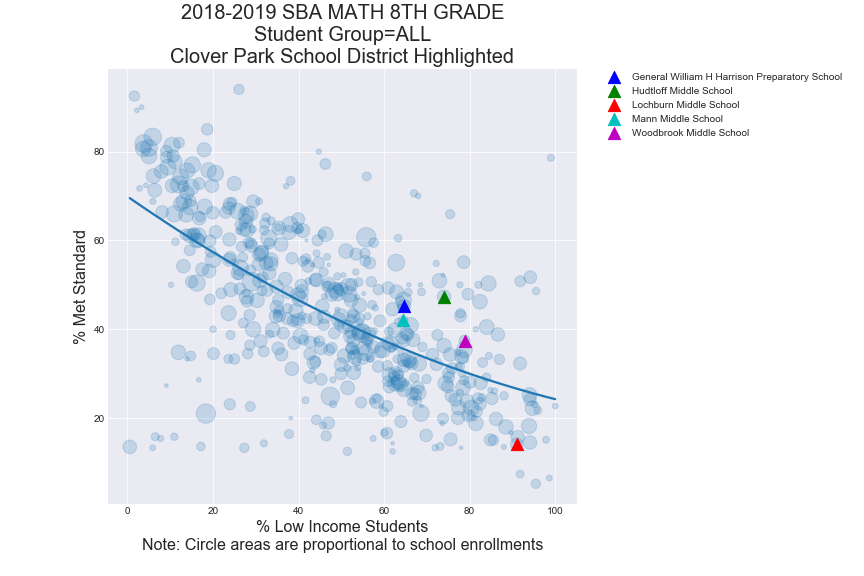 2018-2019 SBA MATH 8TH GRADE
Student Group=ALL
Clover Park School District Highlighted
General William H Harrison Preparatory School
Hudtloff Middle School
Lochburn Middle School
Mann Middle School
Woodbrook Middle School
% Met Standard
80
60
40
20
0
20
40
60
80
100
% Low Income Students
Note: Circle areas are proportional to school enrollments